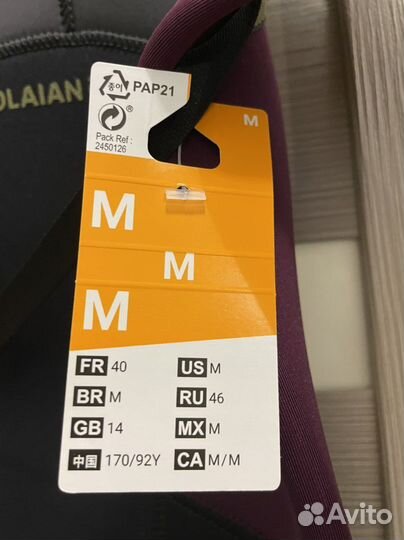 OLAIAN
종이 PAP21
Pack Ref :
2450126
M
M
M
M
FR 40
US M
BR M
RU 46
GB 14
MX M
中国 170/92Y
CA M/M
Avito